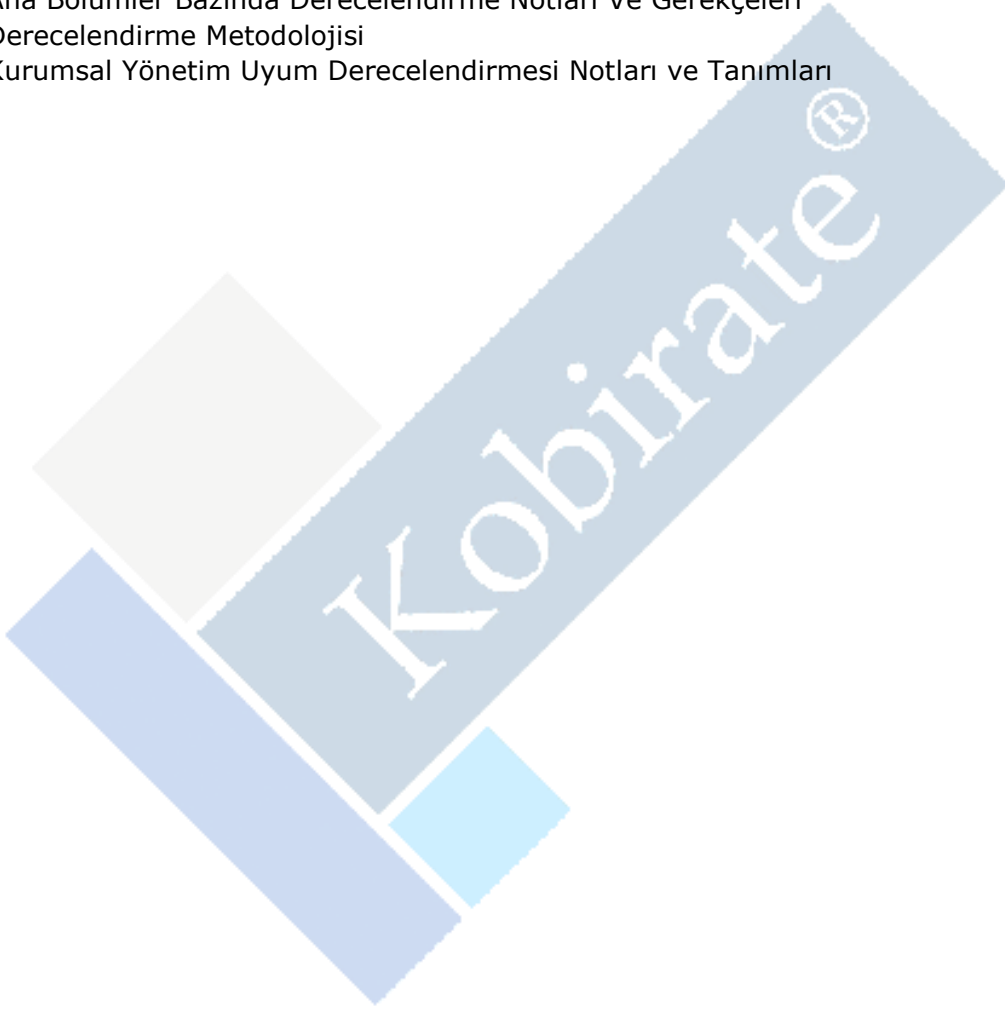 Ana Bölümler Bazında Derecelendirme Notları ve Gerekçeleri
Derecelendirme Metodolojisi
Kurumsal Yönetim Uyum Derecelendirmesi Notları ve Tanımları
Kobirate ®